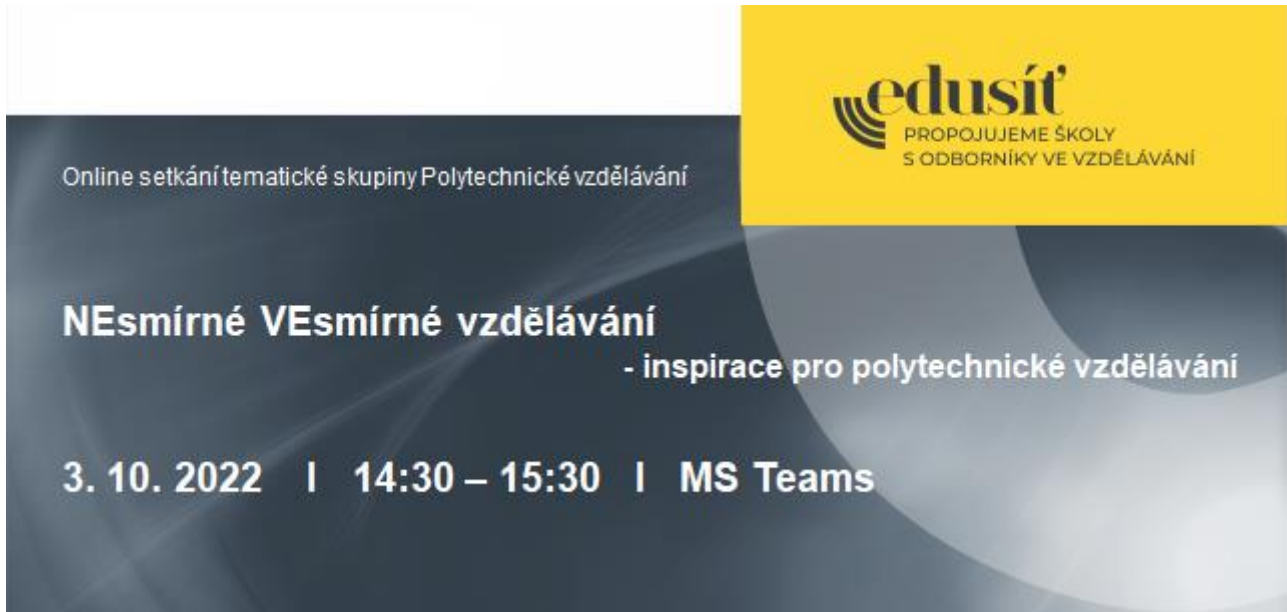 edusíť
PROPOJUJEME ŠKOLY
S ODBORNÍKY VE VZDĚLÁVÁNÍ
Online setkání tematické skupiny Polytechnické vzdělávání
NEsmírné VEsmírné vzdělávání
- inspirace pro polytechnické vzdělávání
3. 10. 2022 I 14:30 – 15:30 I MS Teams